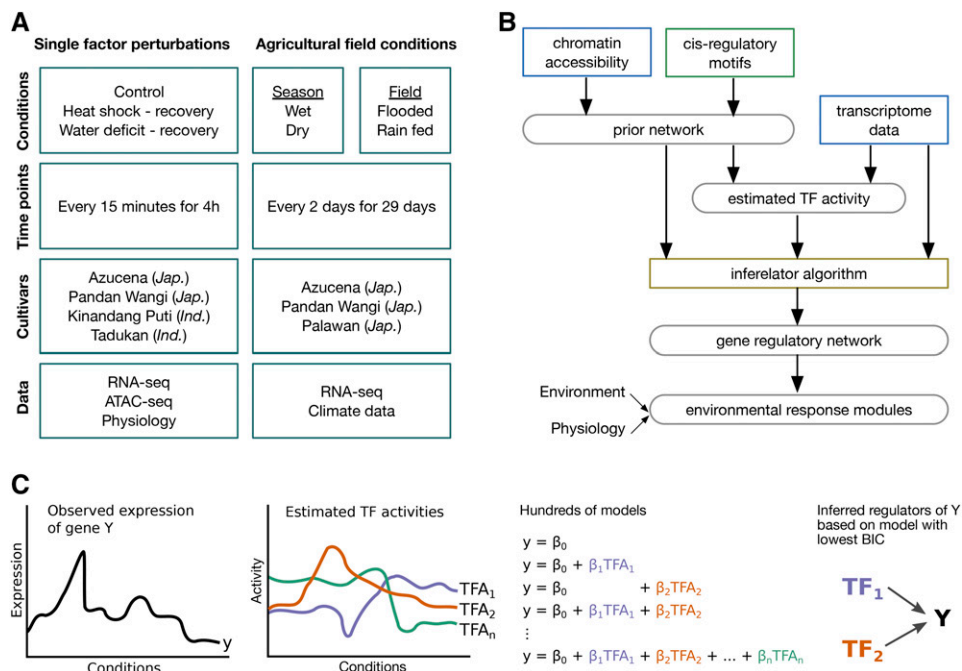 A
Single factor perturbations
Agricultural field conditions
Conditions
Control
Heat shock - recovery
Water deficit - recovery
Season
Wet
Dry
Field
Flooded
Rain fed
Time points
Every 15 minutes for 4h
Every 2 days for 29 days
Cultivars
Azucena (Jap.)
Pandan Wangi (Jap.)
Kinandang Puti (Ind.)
Tadukan (Ind.)
Azucena (Jap.)
Pandan Wangi (Jap.)
Palawan (Jap.)
Data
RNA-seq
ATAC-seq
Physiology
RNA-seq
Climate data
B
chromatin
accessibility
cis-regulatory
motifs
prior network
transcriptome
data
estimated TF activity
inferelator algorithm
gene regulatory network
Environment
Physiology
environmental response modules
C
Expression
Observed expression
of gene Y
y
Conditions
Activity
Estimated TF activities
TFA₁
TFA₂
TFAₙ
Conditions
Hundreds of models
y = β₀
y = β₀ + β₁TFA₁
y = β₀ + β₂TFA₂
y = β₀ + β₁TFA₁ + β₂TFA₂
⋮
y = β₀ + β₁TFA₁ + β₂TFA₂ + ... + βₙTFAₙ
Inferred regulators of Y
based on model with
lowest BIC
TF₁
Y
TF₂